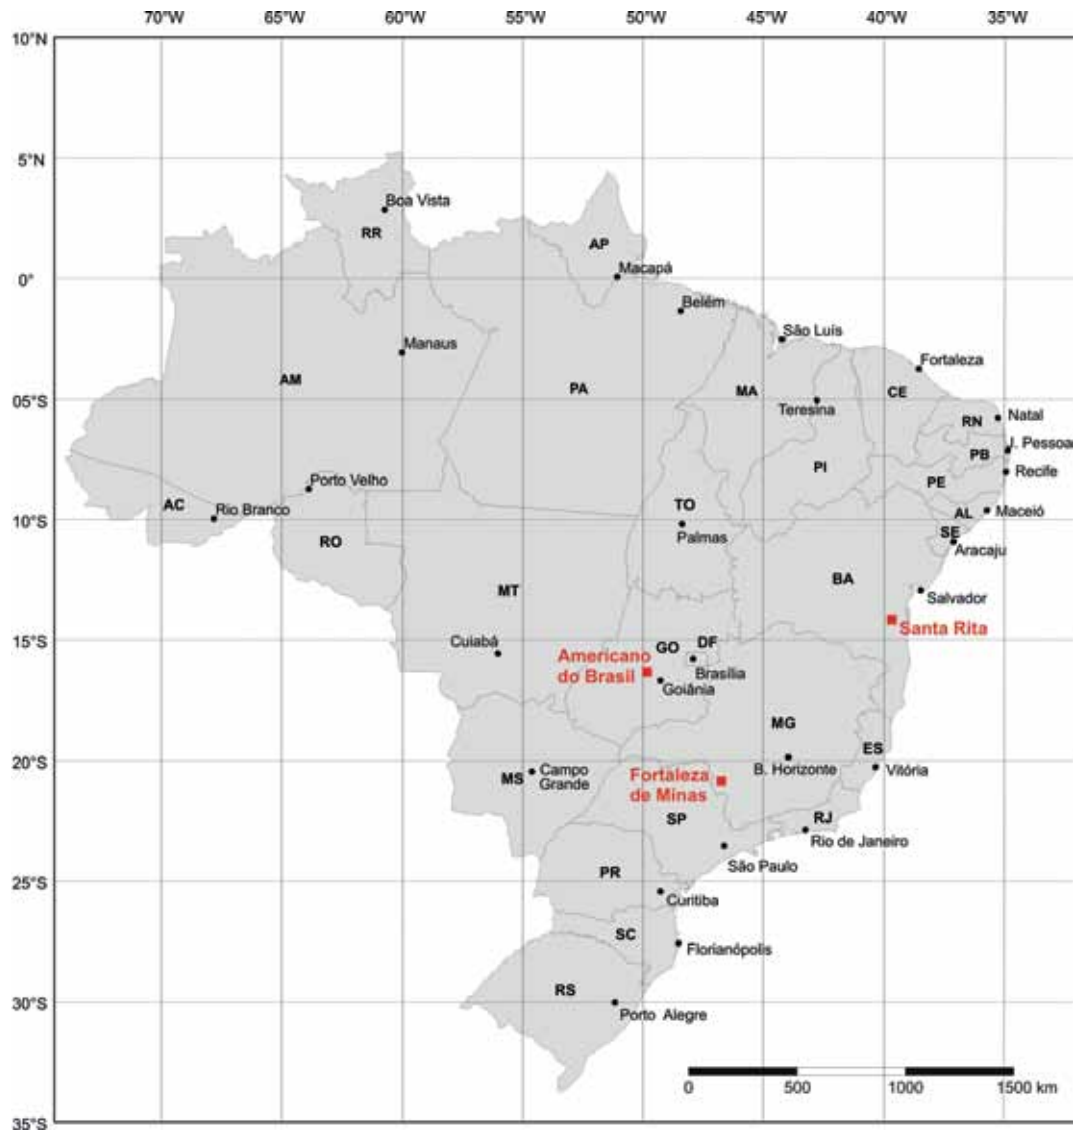 70°W 65°W 60°W 55°W 50°W 45°W 40°W 35°W
10°N
5°N
Boa Vista
RR
AP
Macapá
0°
Belém
São Luís
Manaus
Fortaleza
AM
PA
MA
CE
05°S
Teresina
RN
Natal
J. Pessoa
PB
PI
Recife
Porto Velho
PE
AC
Rio Branco
TO
AL
Maceió
10°S
SE
Palmas
RO
Aracaju
BA
MT
Salvador
Santa Rita
15°S
Cuiabá
GO
DF
Americano
do Brasil
Brasília
Goiânia
MG
ES
20°S
MS
Campo
Grande
Fortaleza
de Minas
B. Horizonte
Vitória
SP
RJ
Rio de Janeiro
São Paulo
PR
25°S
Curitiba
SC
Florianópolis
RS
30°S
Porto Alegre
0 500 1000 1500 km
35°S